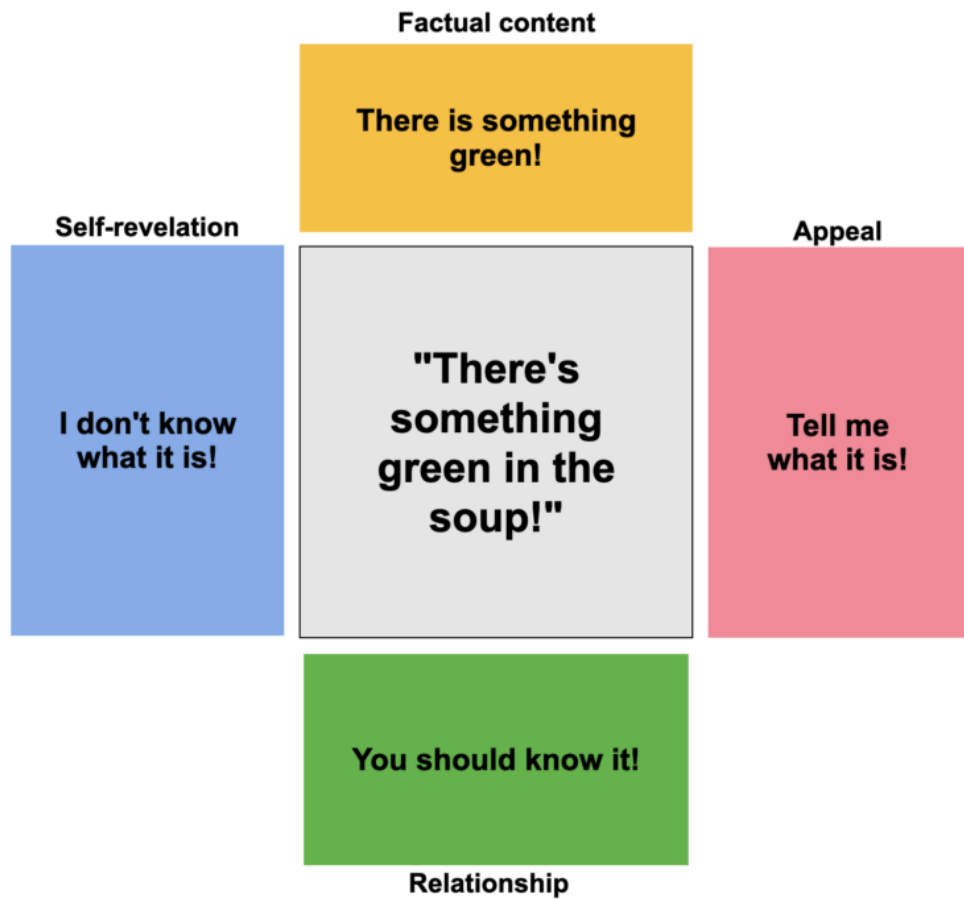 Factual content
There is something
green!
Self-revelation
Appeal
I don't know
what it is!
"There's
something
green in the
soup!"
Tell me
what it is!
You should know it!
Relationship